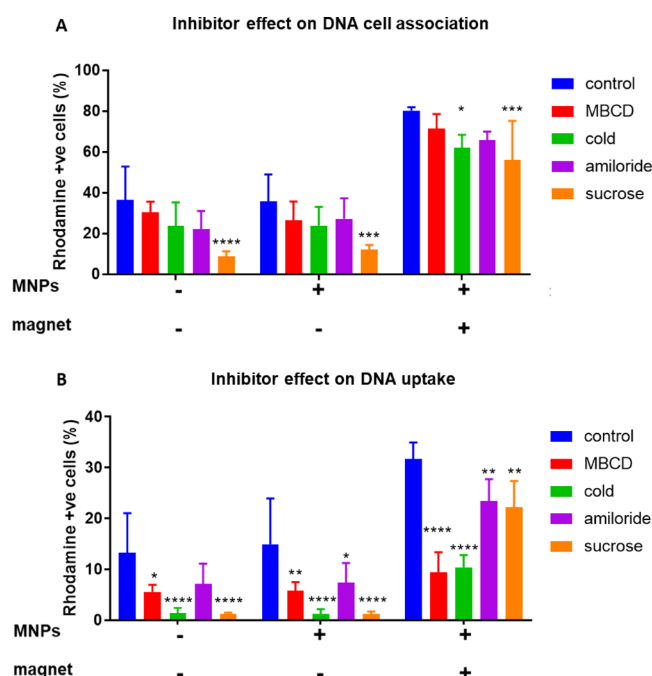 A
Inhibitor effect on DNA cell association
Rhodamine +ve cells (%)
100
80
60
40
20
0
* ***
****
***
control
MBCD
cold
amiloride
sucrose
MNPs - + +
:
magnet - - +
B
Inhibitor effect on DNA uptake
Rhodamine +ve cells (%)
40
30
20
10
0
** **
**** ****
*
* **
**** **** **** ****
control
MBCD
cold
amiloride
sucrose
MNPs - + +
magnet - - +